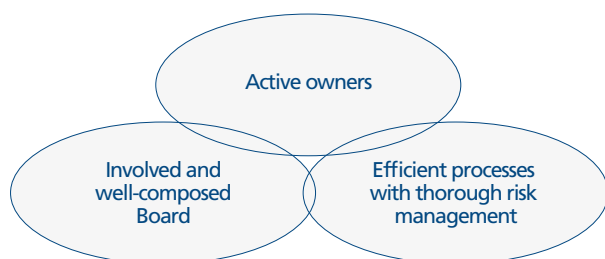 Active owners
Involved and
well-composed
Board
Efficient processes
with thorough risk
management